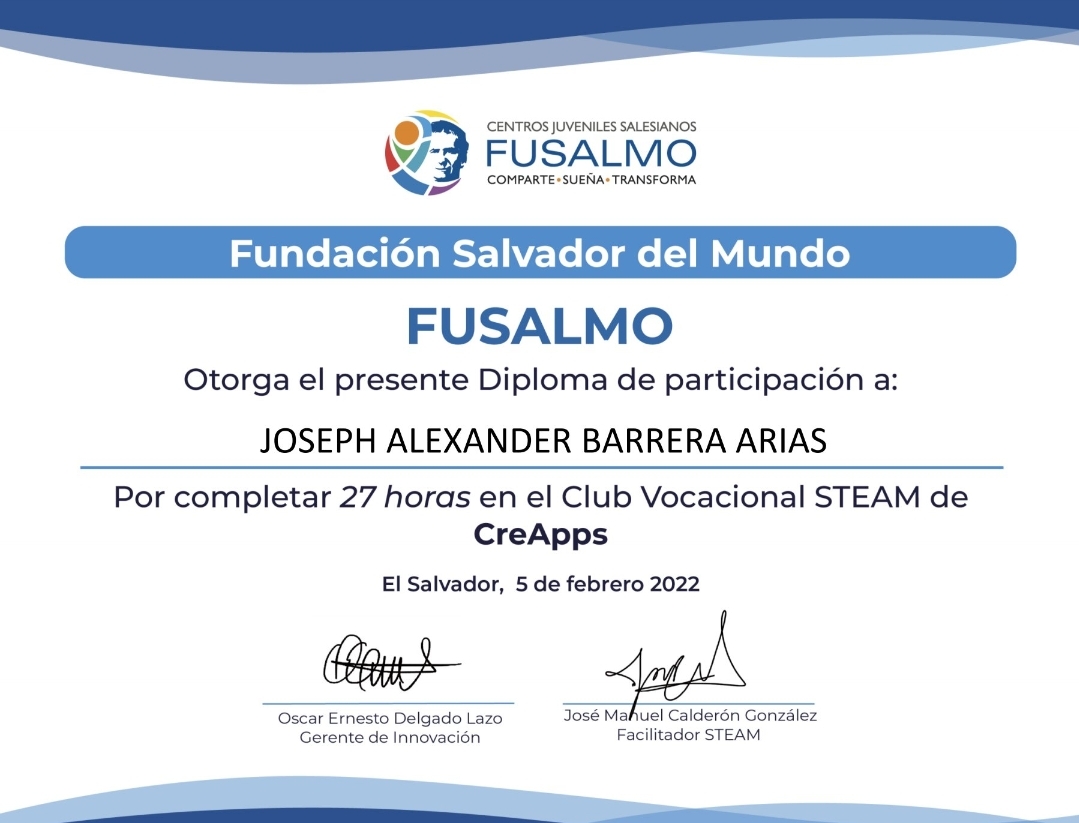 CENTROS JUVENILES SALESIANOS
FUSALMO
COMPARTE•SUEÑA•TRANSFORMA
Fundación Salvador del Mundo
FUSALMO
Otorga el presente Diploma de participación a:
JOSEPH ALEXANDER BARRERA ARIAS
Por completar 27 horas en el Club Vocacional STEAM de
CreApps
El Salvador, 5 de febrero 2022
Oscar Ernesto Delgado Lazo
Gerente de Innovación
José Manuel Calderón González
Facilitador STEAM